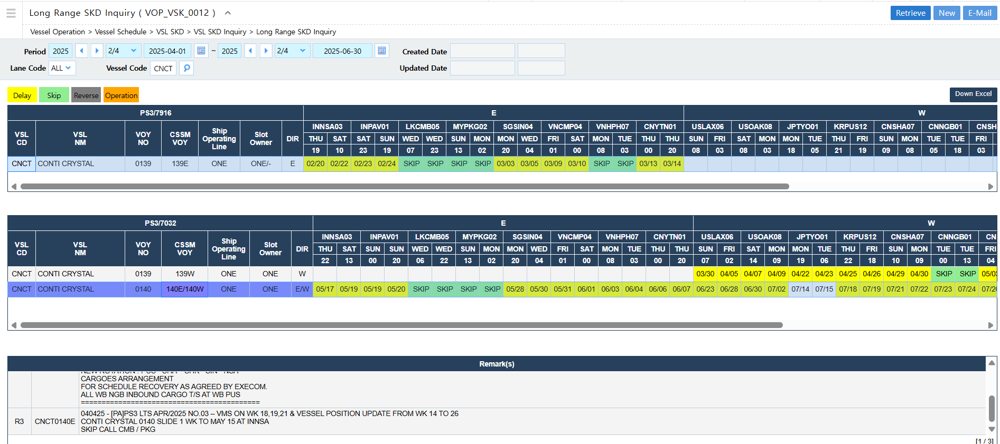 Long Range SKD Inquiry ( VOP_VSK_0012 )
Retrieve New E-Mail
Vessel Operation > Vessel Schedule > VSL SKD > VSL SKD Inquiry > Long Range SKD Inquiry
Period 2025 2/4 2025-04-01 ~ 2025 2/4 2025-06-30 Created Date
Lane Code ALL Vessel Code CNCT Updated Date
Delay Skip Reverse Operation Down Excel
PS3/7916 E W
VSL CD VSL NM VOY NO CSSM VOY Ship Operating Line Slot Owner DIR
INNSA03 INPAV01 LKCMB05 MYPKG02 SGSIN04 VNCMP04 VNHPH07 CNYTN01 USLAX06 USOAK08 JPTYO01 KRPUS12 CNSHA07 CNNGB01 CNSH
THU SAT SAT SUN WED WED SUN MON MON WED FRI SAT MON TUE THU THU SUN FRI SAT MON MON TUE THU FRI SUN MON TUE TUE FRI
19 10 23 19 07 23 13 02 20 04 01 00 08 03 00 20 08 03 08 03 18 05 21 19 09 08 05 18 03
CNCT CONTI CRYSTAL 0139 139E ONE ONE/- E 02/20 02/22 02/23 02/24 SKIP SKIP SKIP SKIP 03/03 03/05 03/09 03/10 SKIP SKIP 03/13 03/14
PS3/7032 E W
VSL CD VSL NM VOY NO CSSM VOY Ship Operating Line Slot Owner DIR
INNSA03 INPAV01 LKCMB05 MYPKG02 SGSIN04 VNCMP04 VNHPH07 CNYTN01 USLAX06 USOAK08 JPTYO01 KRPUS12 CNSHA07 CNNGB01 CN
THU SAT SUN SUN WED WED SUN MON MON WED FRI SAT MON TUE THU THU SUN FRI SAT MON MON TUE THU FRI SUN MON TUE TUE FRI
22 13 00 20 06 22 13 02 20 04 01 00 08 03 00 20 07 02 14 09 19 06 22 18 10 09 00 13 04
CNCT CONTI CRYSTAL 0139 139W ONE ONE W 03/30 04/05 04/07 04/09 04/22 04/23 04/25 04/26 04/29 04/30 SKIP SKIP 05/0
CNCT CONTI CRYSTAL 0140 140E/140W ONE ONE E/W 05/17 05/19 05/19 05/20 SKIP SKIP SKIP SKIP 05/28 05/30 05/31 06/01 06/03 06/04 06/06 06/07 06/23 06/28 06/30 07/02 07/14 07/15 07/18 07/19 07/21 07/22 07/23 07/24 07/2
Remark(s)
CARGOES ARRANGEMENT
FOR SCHEDULE RECOVERY AS AGREED BY EXECOM.
ALL WB NGB INBOUND CARGO T/S AT WB PUS
===========================================
R3 CNCT0140E 040425 - [PA]PS3 LTS APR/2025 NO.03 – VMS ON WK 18,19,21 & VESSEL POSITION UPDATE FROM WK 14 TO 26
CONTI CRYSTAL 0140 SLIDE 1 WK TO MAY 15 AT INNSA
SKIP CALL CMB / PKG
[1 / 3]